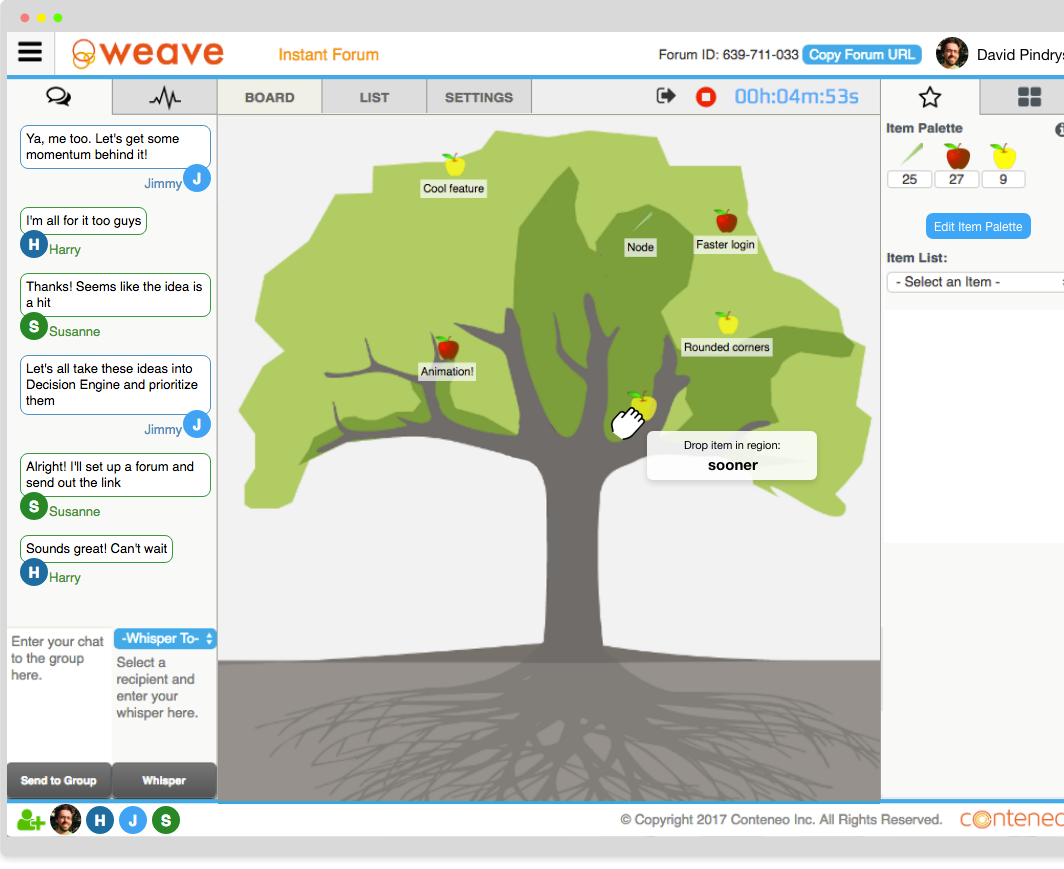 weave
Instant Forum
Forum ID: 639-711-033
Copy Forum URL
David Pindrys
BOARD
LIST
SETTINGS
00h:04m:53s
Ya, me too. Let's get some
momentum behind it!
Jimmy
J
I'm all for it too guys
H
Harry
Thanks! Seems like the idea is
a hit
S
Susanne
Let's all take these ideas into
Decision Engine and prioritize
them
Jimmy
J
Alright! I'll set up a forum and
send out the link
S
Susanne
Sounds great! Can't wait
H
Harry
Enter your chat
to the group
here.
-Whisper To-
Select a
recipient and
enter your
whisper here.
Send to Group
Whisper
Cool feature
Node
Faster login
Rounded corners
Animation!
Drop item in region:
sooner
Item Palette
25
27
9
Edit Item Palette
Item List:
- Select an Item -
H
J
S
© Copyright 2017 Conteneo Inc. All Rights Reserved.
conteneo